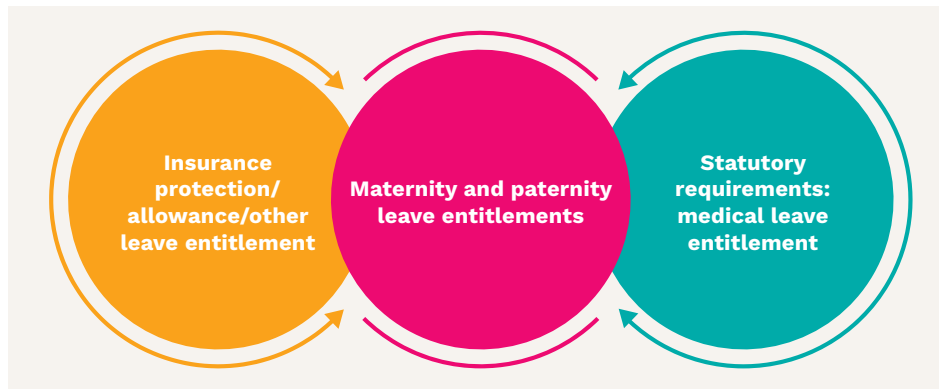 Insurance
protection/
allowance/other
leave entitlement
Maternity and paternity
leave entitlements
Statutory
requirements:
medical leave
entitlement